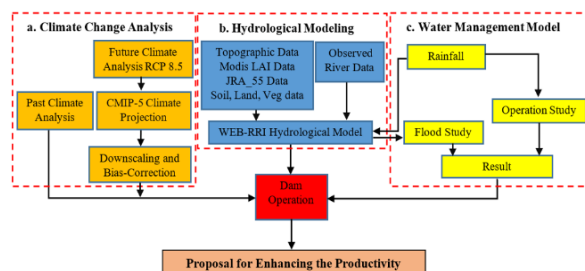 a. Climate Change Analysis
Future Climate
Analysis RCP 8.5
Past Climate
Analysis
CMIP-5 Climate
Projection
Downscaling and
Bias-Correction
b. Hydrological Modeling
Topographic Data
Modis LAI Data
JRA_55 Data
Soil, Land, Veg data
Observed
River Data
WEB-RRI Hydrological Model
c. Water Management Model
Rainfall
Operation Study
Flood Study
Result
Dam
Operation
Proposal for Enhancing the Productivity